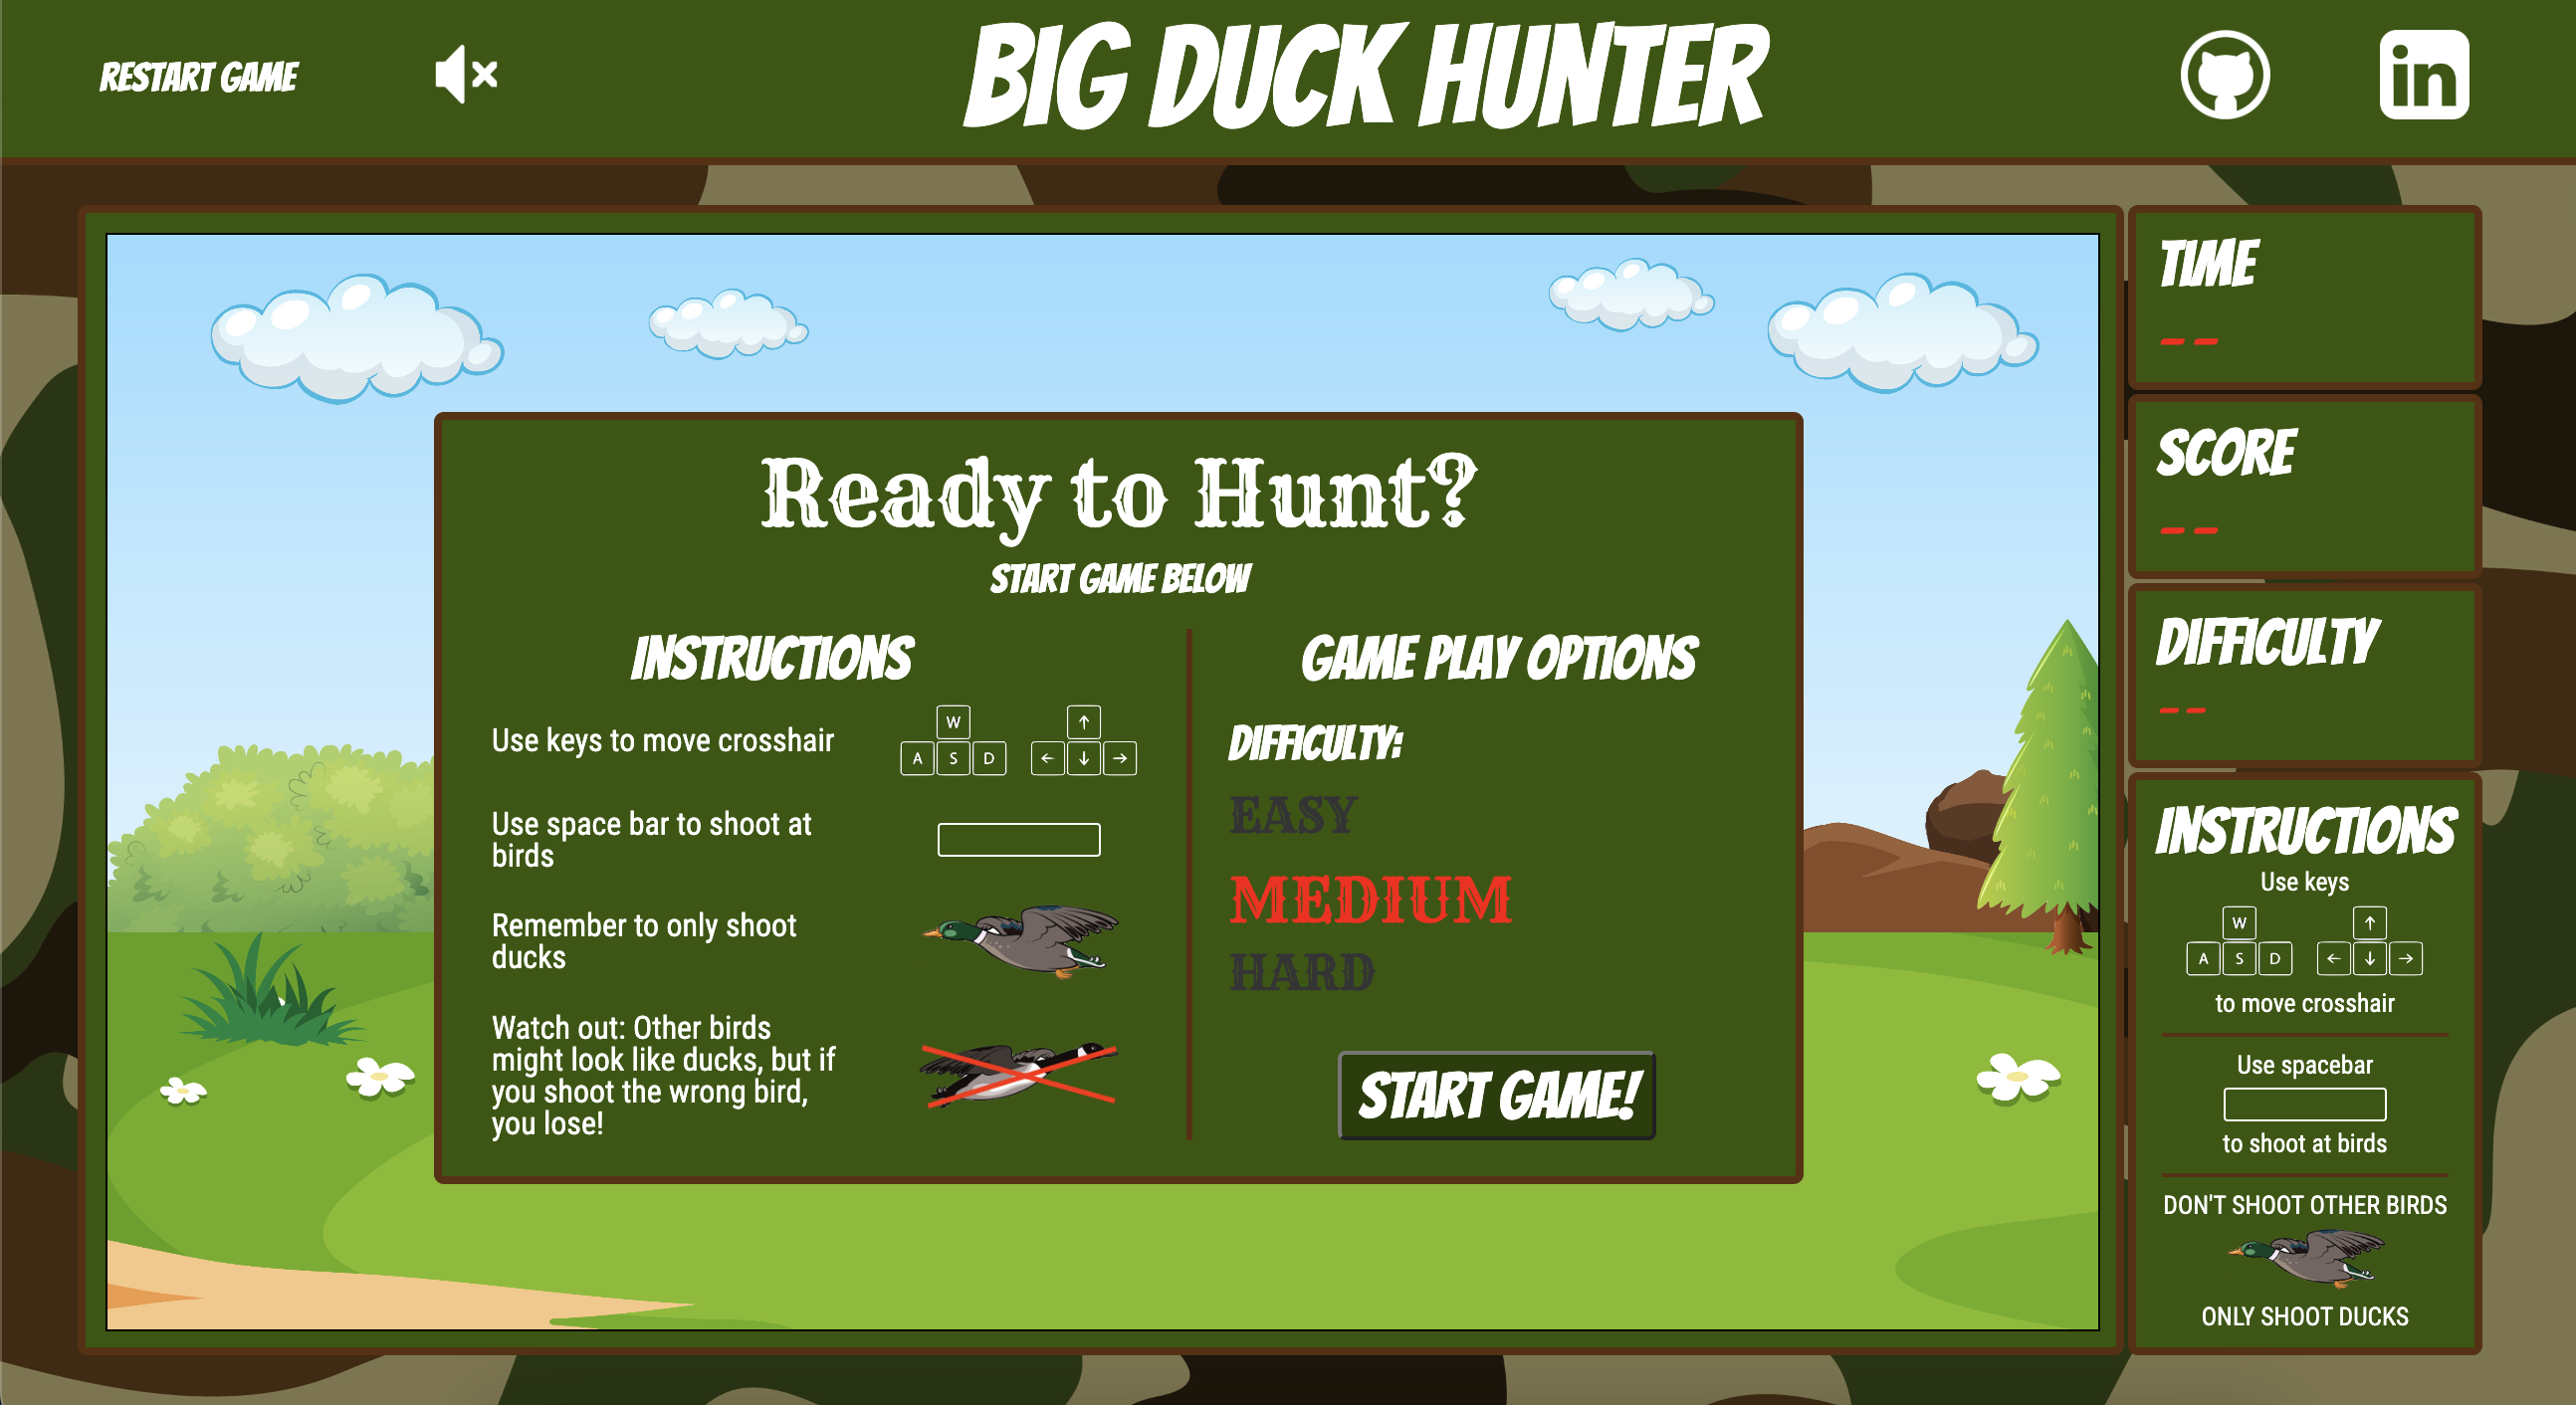 RESTART GAME
BIG DUCK HUNTER
in
Ready to Hunt?
START GAME BELOW
INSTRUCTIONS
Use keys to move crosshair
W
A S D
↑
← ↓ →
Use space bar to shoot at
birds
Remember to only shoot
ducks
Watch out: Other birds
might look like ducks, but if
you shoot the wrong bird,
you lose!
GAME PLAY OPTIONS
DIFFICULTY:
EASY
MEDIUM
HARD
START GAME!
TIME
--
SCORE
--
DIFFICULTY
--
INSTRUCTIONS
Use keys
W
A S D
↑
← ↓ →
to move crosshair
Use spacebar
to shoot at birds
DON'T SHOOT OTHER BIRDS
ONLY SHOOT DUCKS